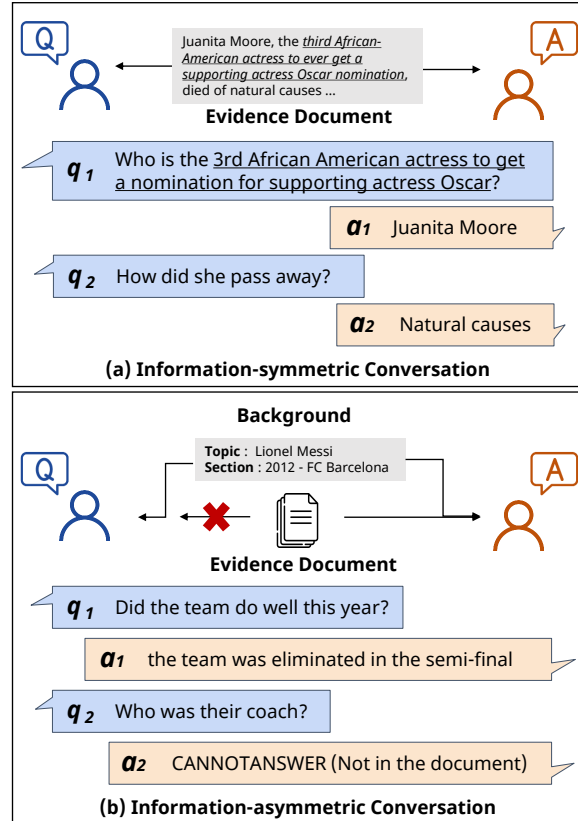 Q
A
Juanita Moore, the third African-
American actress to ever get a
supporting actress Oscar nomination,
died of natural causes ...
Evidence Document
q1 Who is the 3rd African American actress to get
a nomination for supporting actress Oscar?
a1 Juanita Moore
q2 How did she pass away?
a2 Natural causes
(a) Information-symmetric Conversation
Background
Q
A
Topic : Lionel Messi
Section : 2012 - FC Barcelona
Evidence Document
q1 Did the team do well this year?
a1 the team was eliminated in the semi-final
q2 Who was their coach?
a2 CANNOTANSWER (Not in the document)
(b) Information-asymmetric Conversation